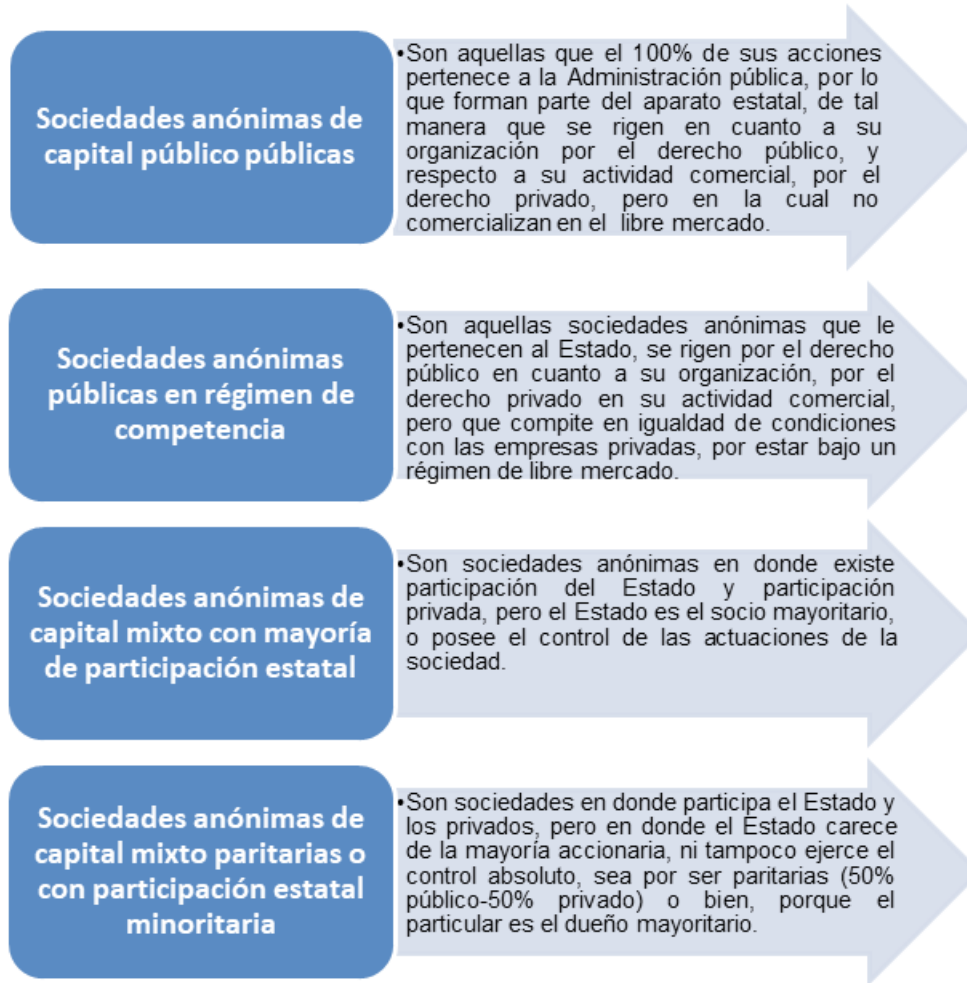 Sociedades anónimas de
capital público públicas
•Son aquellas que el 100% de sus acciones
pertenece a la Administración pública, por lo
que forman parte del aparato estatal, de tal
manera que se rigen en cuanto a su
organización por el derecho público, y
respecto a su actividad comercial, por el
derecho privado, pero en la cual no
comercializan en el libre mercado.
Sociedades anónimas
públicas en régimen de
competencia
•Son aquellas sociedades anónimas que le
pertenecen al Estado, se rigen por el derecho
público en cuanto a su organización, por el
derecho privado en su actividad comercial,
pero que compite en igualdad de condiciones
con las empresas privadas, por estar bajo un
régimen de libre mercado.
Sociedades anónimas de
capital mixto con mayoría
de participación estatal
•Son sociedades anónimas en donde existe
participación del Estado y participación
privada, pero el Estado es el socio mayoritario,
o posee el control de las actuaciones de la
sociedad.
Sociedades anónimas de
capital mixto paritarias o
con participación estatal
minoritaria
•Son sociedades en donde participa el Estado y
los privados, pero en donde el Estado carece
de la mayoría accionaria, ni tampoco ejerce el
control absoluto, sea por ser paritarias (50%
público-50% privado) o bien, porque el
particular es el dueño mayoritario.